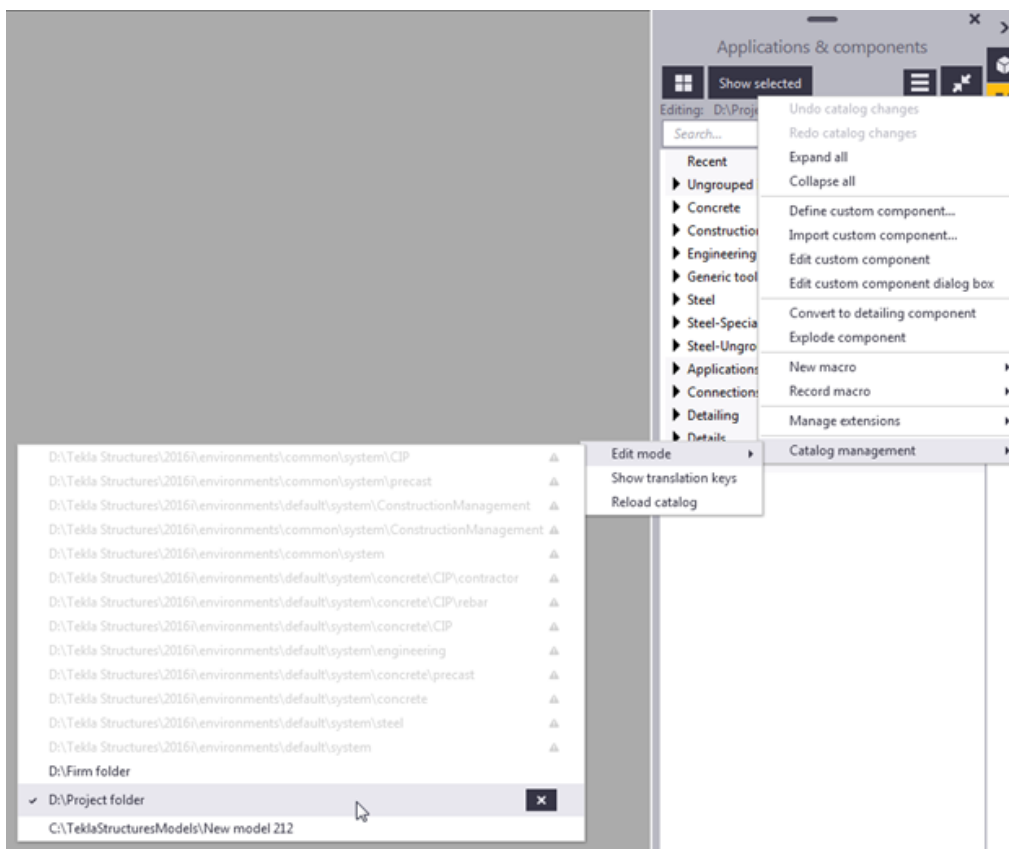 Applications & components
Show selected
Editing: D:\Proje
Search...
Recent
Ungrouped
Concrete
Construction
Engineering
Generic tool
Steel
Steel-Specia
Steel-Ungro
Applications
Connections
Detailing
Details
Undo catalog changes
Redo catalog changes
Expand all
Collapse all
Define custom component...
Import custom component...
Edit custom component
Edit custom component dialog box
Convert to detailing component
Explode component
New macro
Record macro
Manage extensions
Catalog management
Edit mode
Show translation keys
Reload catalog
D:\Tekla Structures\2016i\environments\common\system\CIP
D:\Tekla Structures\2016i\environments\common\system\precast
D:\Tekla Structures\2016i\environments\default\system\ConstructionManagement
D:\Tekla Structures\2016i\environments\common\system\ConstructionManagement
D:\Tekla Structures\2016i\environments\common\system
D:\Tekla Structures\2016i\environments\default\system\concrete\CIP\contractor
D:\Tekla Structures\2016i\environments\default\system\concrete\CIP\rebar
D:\Tekla Structures\2016i\environments\default\system\concrete\CIP
D:\Tekla Structures\2016i\environments\default\system\engineering
D:\Tekla Structures\2016i\environments\default\system\concrete\precast
D:\Tekla Structures\2016i\environments\default\system\concrete
D:\Tekla Structures\2016i\environments\default\system\steel
D:\Tekla Structures\2016i\environments\default\system
D:\Firm folder
D:\Project folder
C:\TeklaStructuresModels\New model 212